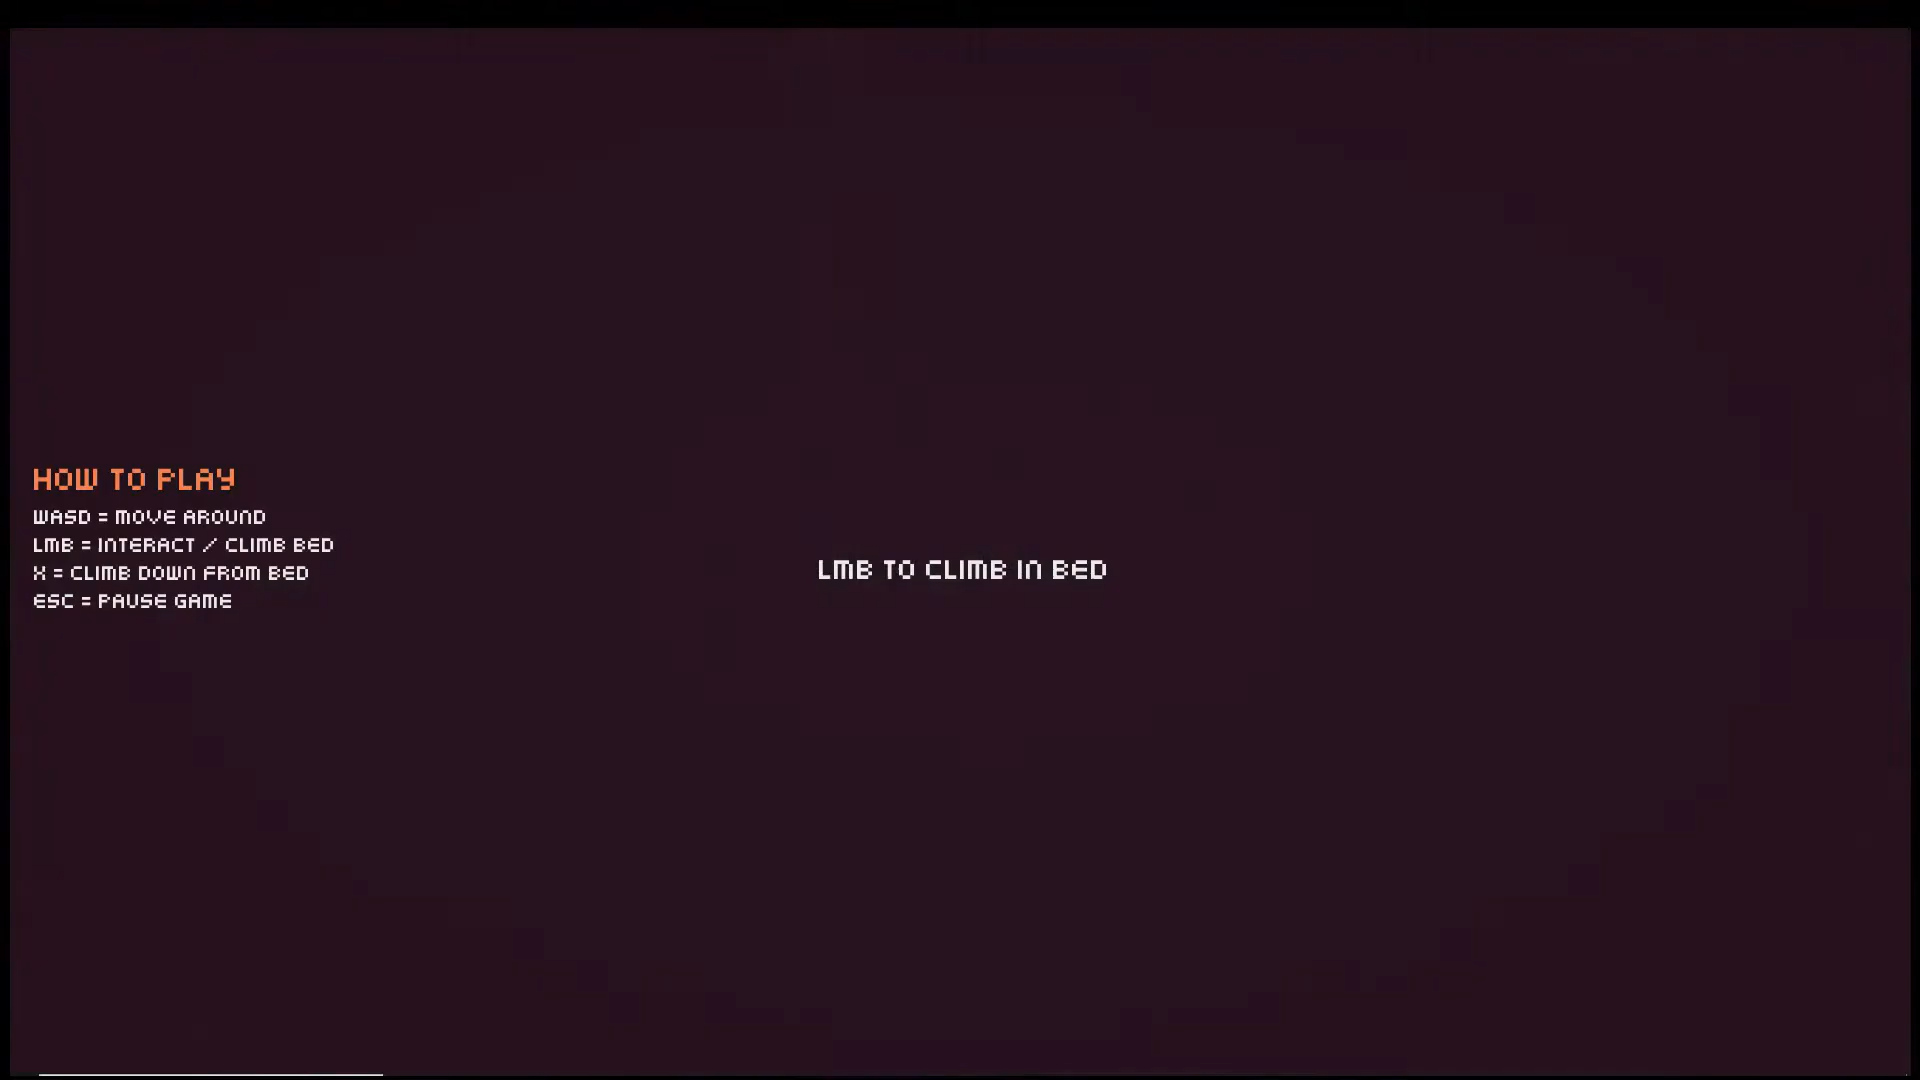 HOW TO PLAY
WASD = MOVE AROUND
LMB = INTERACT / CLIMB BED
X = CLIMB DOWN FROM BED
ESC = PAUSE GAME
LMB TO CLIMB IN BED